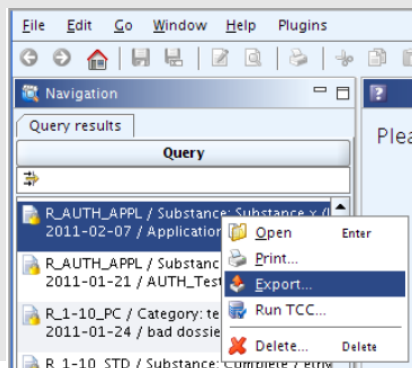 File Edit Go Window Help Plugins
Navigation
Query results
Query
Plea
R_AUTH_APPL / Substance: Substance x /
2011-02-07 / Application
R_AUTH_APPL / Substanc
2011-01-21 / AUTH_Test
R_1-10_PC / Category: te
2011-01-24 / bad dossie
R_1-10_STD / Substance: Complete / etny
Open Enter
Print...
Export...
Run TCC...
Delete... Delete